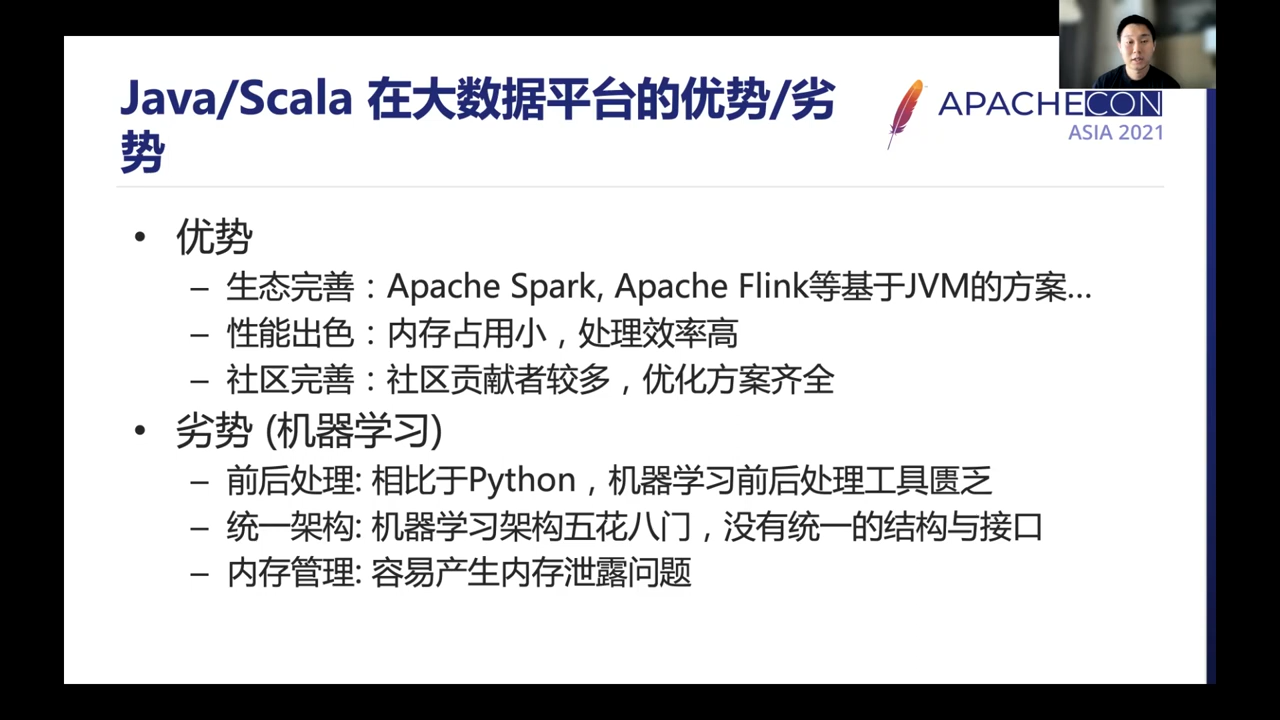 Java/Scala 在大数据平台的优势/劣
势
APACHECON
ASIA 2021
• 优势
– 生态完善：Apache Spark, Apache Flink等基于JVM的方案...
– 性能出色：内存占用小，处理效率高
– 社区完善：社区贡献者较多，优化方案齐全
• 劣势 (机器学习)
– 前后处理: 相比于Python，机器学习前后处理工具匮乏
– 统一架构: 机器学习架构五花八门，没有统一的结构与接口
– 内存管理: 容易产生内存泄露问题